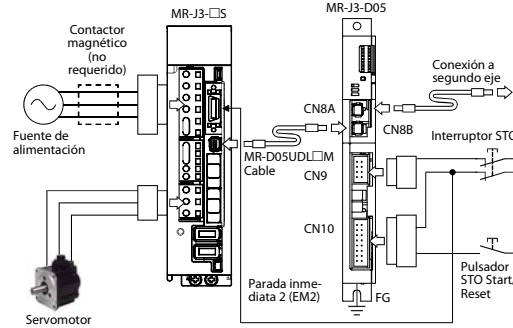 MR-J3-□S
MR-J3-D05
Contactor
magnético
(no
requerido)
Fuente de
alimentación
Servomotor
CN8A
CN8B
Conexión a
segundo eje
Interruptor STO
MR-D05UDL□M
Cable
CN9
CN10
Parada inme-
diata 2 (EM2)
FG
Pulsador
STO Start/
Reset